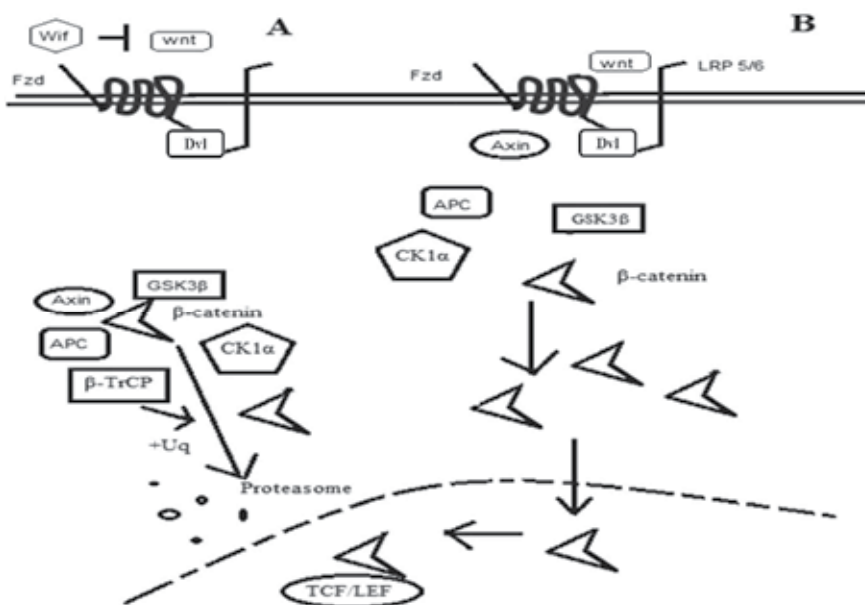 A
B
Wif
wnt
Fzd
Dvl
Fzd
wnt
LRP 5/6
Axin
Dvl
APC
GSK3β
CK1α
β-catenin
GSK3β
Axin
β-catenin
APC
CK1α
β-TrCP
+Uq
Proteasome
TCF/LEF